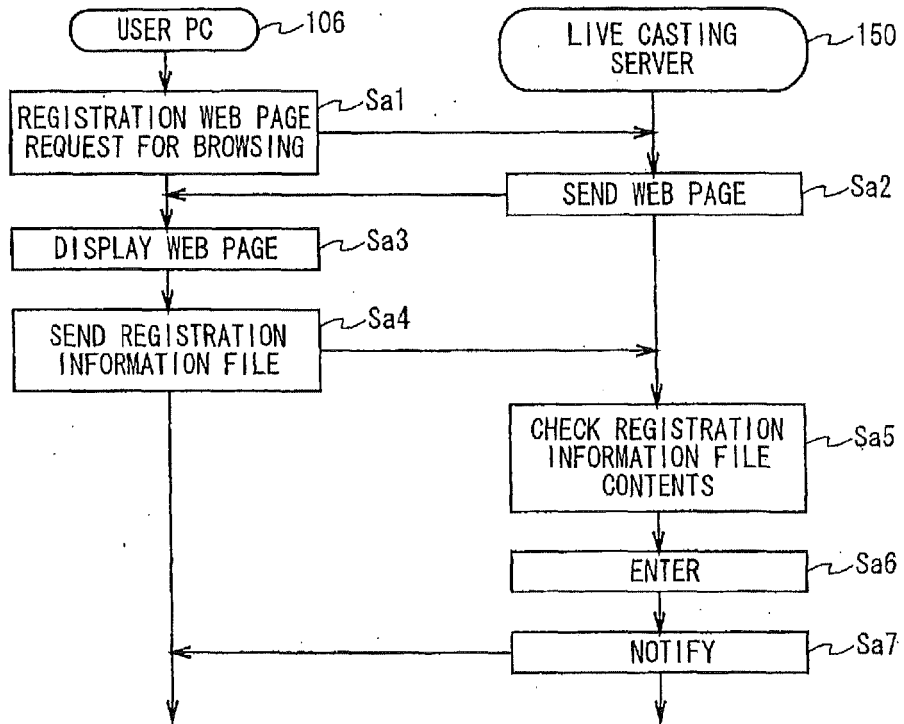 USER PC
106
LIVE CASTING
SERVER
150
REGISTRATION WEB PAGE
REQUEST FOR BROWSING
Sa1
SEND WEB PAGE
Sa2
DISPLAY WEB PAGE
Sa3
SEND REGISTRATION
INFORMATION FILE
Sa4
CHECK REGISTRATION
INFORMATION FILE
CONTENTS
Sa5
ENTER
Sa6
NOTIFY
Sa7